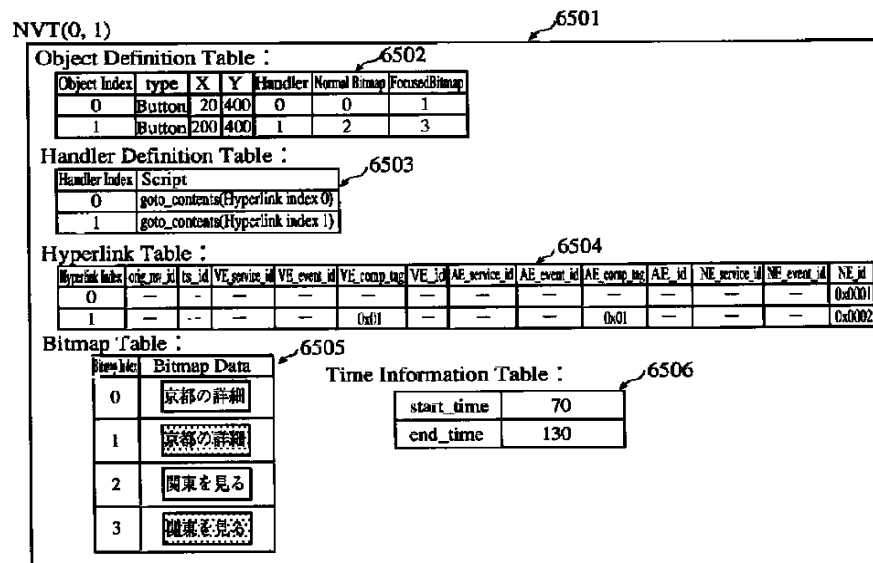 6501
NVT(0, 1)
Object Definition Table : 6502
Object Index type X Y Handler Normal Bitmap FocusedBitmap
0 Button 20 400 0 0 1
1 Button 200 400 1 2 3
Handler Definition Table : 6503
Handler Index Script
0 goto_contents(Hyperlink index 0)
1 goto_contents(Hyperlink index 1)
Hyperlink Table : 6504
Hyperlink Index orig_nw_id ts_id VE_service_id VE_event_id VE_comp_tag VE_id AE_service_id AE_event_id AE_comp_tag AE_id NE_service_id NE_event_id NE_id
0 — - — — — — — — — — — — 0x0001
1 — -- — — 0x01 — — — 0x01 — — — 0x0002
Bitmap Table : 6505
Bitmap Index Bitmap Data
0 京都の詳細
1 京都の詳細
2 関東を見る
3 関東を見る
Time Information Table : 6506
start_time 70
end_time 130